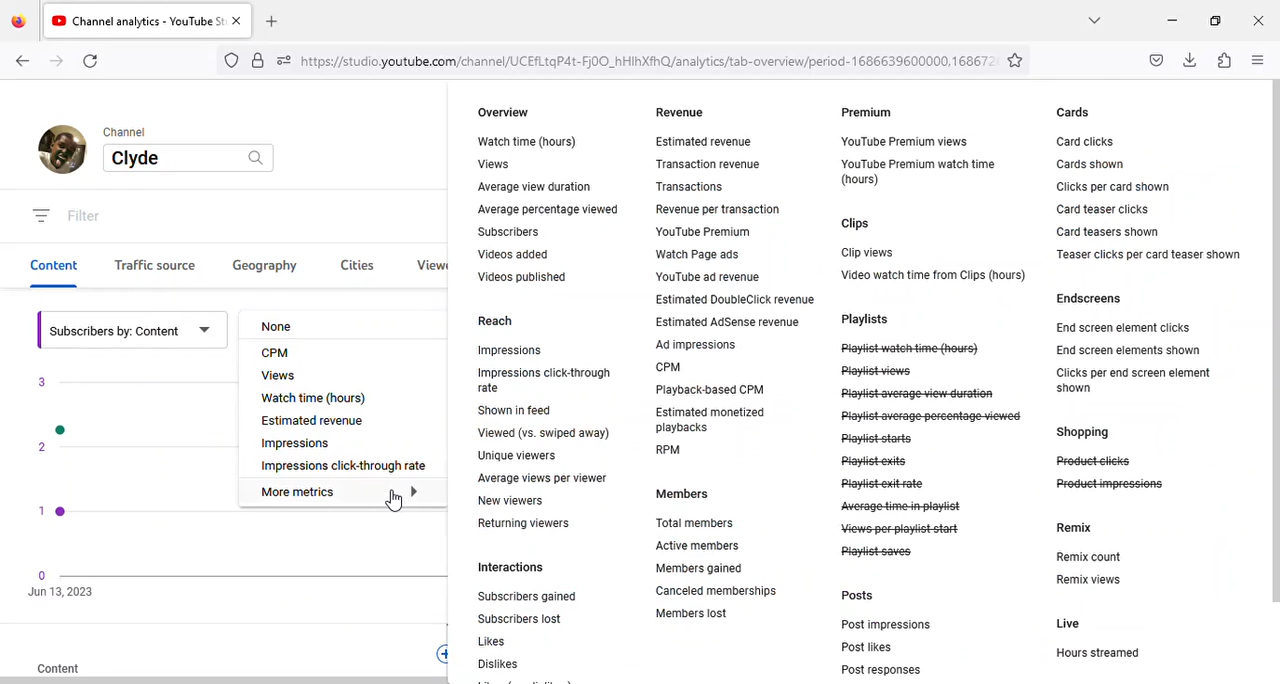 Channel analytics - YouTube St
https://studio.youtube.com/channel/UCEfLtqP4t-Fj0O_hHlhXfhQ/analytics/tab-overview/period-1686639600000,168672
Channel
Clyde
Filter
Content
Traffic source
Geography
Cities
Viewe
Subscribers by: Content
3
2
1
0
Jun 13, 2023
Content
None
CPM
Views
Watch time (hours)
Estimated revenue
Impressions
Impressions click-through rate
More metrics
Overview
Watch time (hours)
Views
Average view duration
Average percentage viewed
Subscribers
Videos added
Videos published
Reach
Impressions
Impressions click-through
rate
Shown in feed
Viewed (vs. swiped away)
Unique viewers
Average views per viewer
New viewers
Returning viewers
Interactions
Subscribers gained
Subscribers lost
Likes
Dislikes
Revenue
Estimated revenue
Transaction revenue
Transactions
Revenue per transaction
YouTube Premium
Watch Page ads
YouTube ad revenue
Estimated DoubleClick revenue
Estimated AdSense revenue
Ad impressions
CPM
Playback-based CPM
Estimated monetized
playbacks
RPM
Members
Total members
Active members
Members gained
Canceled memberships
Members lost
Premium
YouTube Premium views
YouTube Premium watch time
(hours)
Clips
Clip views
Video watch time from Clips (hours)
Playlists
Playlist watch time (hours)
Playlist views
Playlist average view duration
Playlist average percentage viewed
Playlist starts
Playlist exits
Playlist exit rate
Average time in playlist
Views per playlist start
Playlist saves
Posts
Post impressions
Post likes
Post responses
Cards
Card clicks
Cards shown
Clicks per card shown
Card teaser clicks
Card teasers shown
Teaser clicks per card teaser shown
Endscreens
End screen element clicks
End screen elements shown
Clicks per end screen element
shown
Shopping
Product clicks
Product impressions
Remix
Remix count
Remix views
Live
Hours streamed